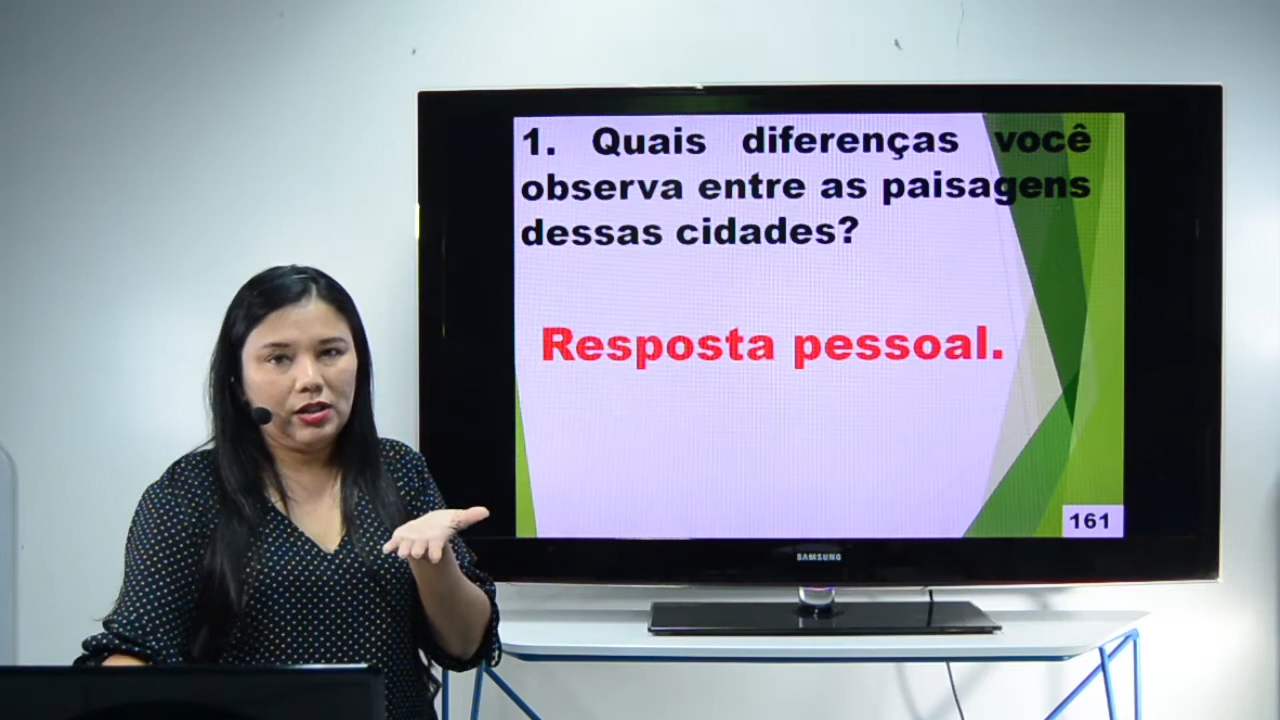 1. Quais diferenças você
observa entre as paisagens
dessas cidades?
Resposta pessoal.
161
SAMSUNG